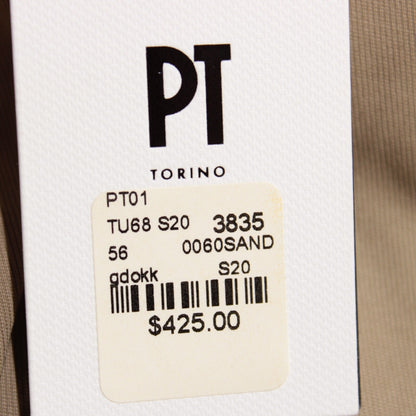 PT
TORINO
PT01
TU68 S20 3835
56 0060SAND
gdokk S20
$425.00